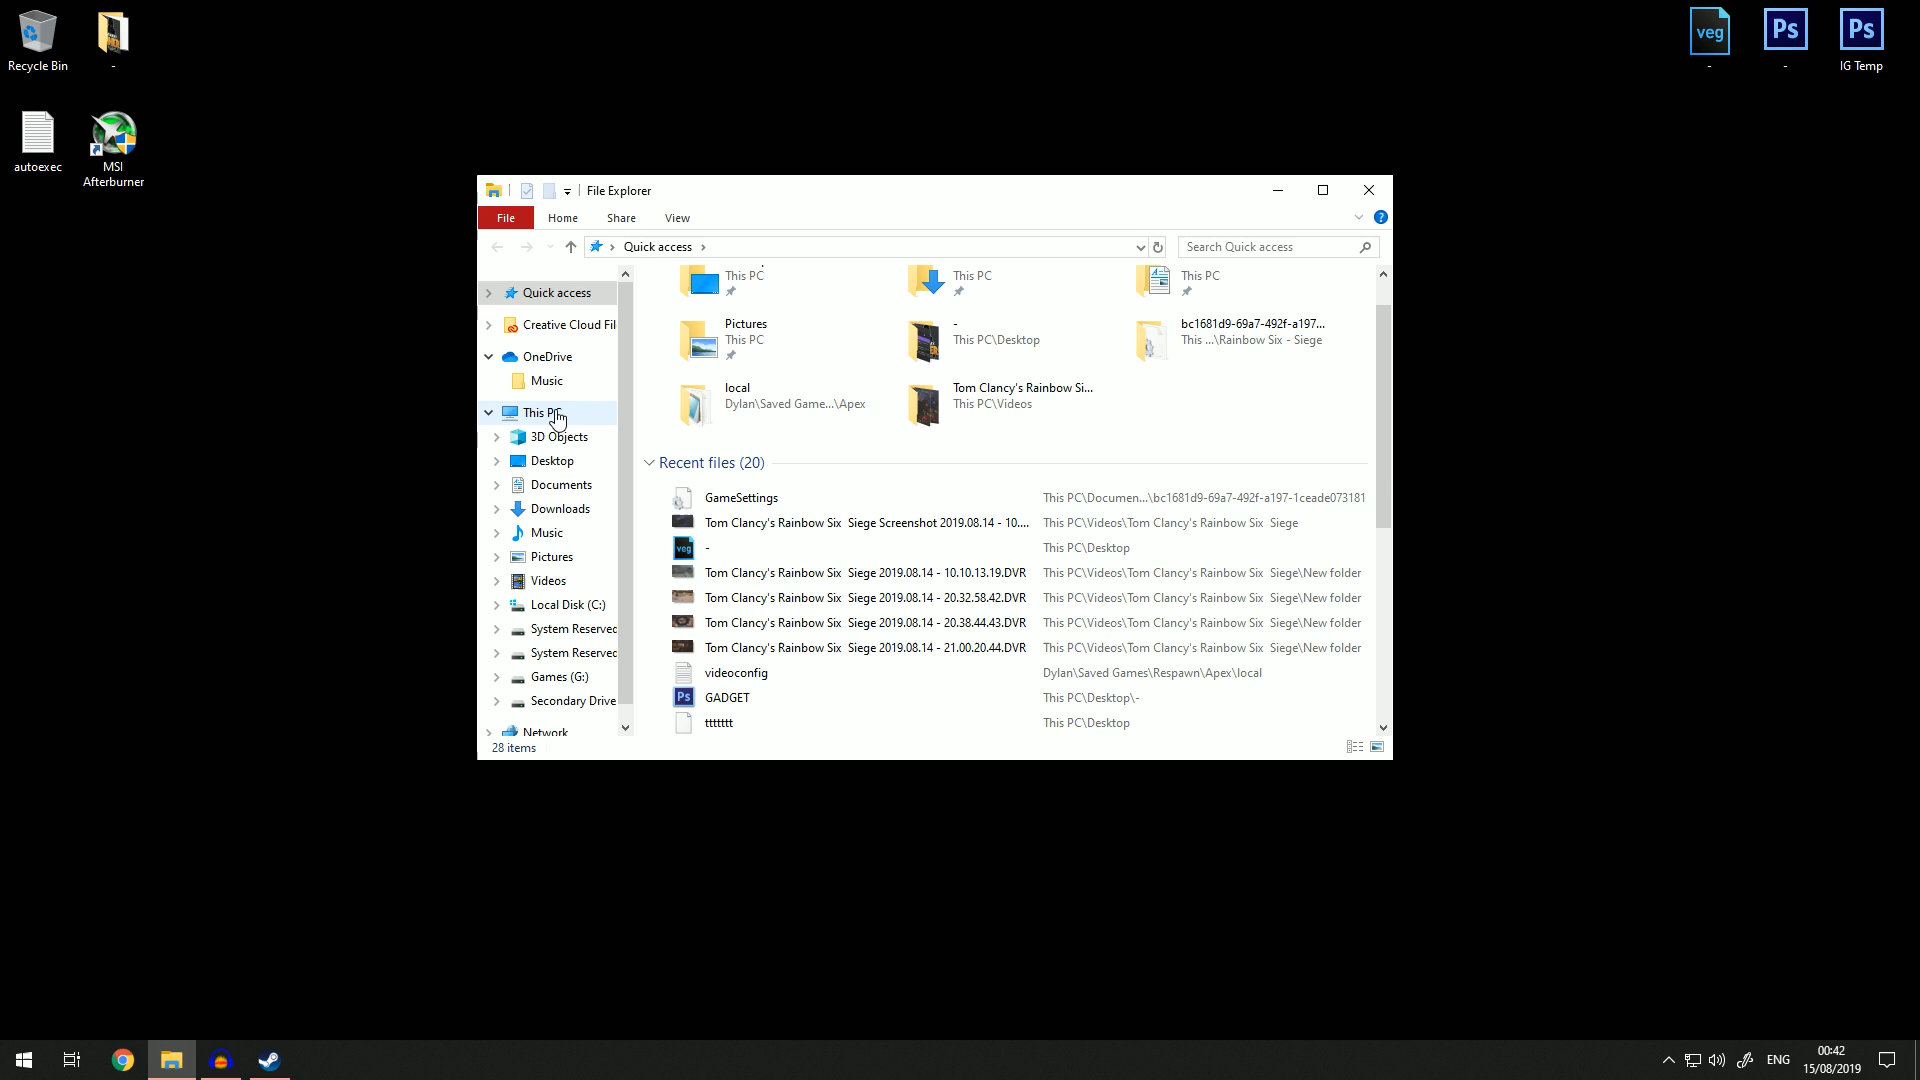 Recycle Bin
-
autoexec
MSI
Afterburner
veg
-
Ps
-
Ps
IG Temp
File Explorer
File
Home
Share
View
?
Quick access
Search Quick access
Quick access
Creative Cloud Fil
OneDrive
Music
This PC
3D Objects
Desktop
Documents
Downloads
Music
Pictures
Videos
Local Disk (C:)
System Reserved
System Reserved
Games (G:)
Secondary Drive
Network
This PC
This PC
This PC
Pictures
This PC
-
This PC\Desktop
bc1681d9-69a7-492f-a197...
This ...\Rainbow Six - Siege
local
Dylan\Saved Game...\Apex
Tom Clancy's Rainbow Si...
This PC\Videos
Recent files (20)
GameSettings This PC\Documen...\bc1681d9-69a7-492f-a197-1ceade073181
Tom Clancy's Rainbow Six  Siege Screenshot 2019.08.14 - 10.... This PC\Videos\Tom Clancy's Rainbow Six  Siege
veg - This PC\Desktop
Tom Clancy's Rainbow Six  Siege 2019.08.14 - 10.10.13.19.DVR This PC\Videos\Tom Clancy's Rainbow Six  Siege\New folder
Tom Clancy's Rainbow Six  Siege 2019.08.14 - 20.32.58.42.DVR This PC\Videos\Tom Clancy's Rainbow Six  Siege\New folder
Tom Clancy's Rainbow Six  Siege 2019.08.14 - 20.38.44.43.DVR This PC\Videos\Tom Clancy's Rainbow Six  Siege\New folder
Tom Clancy's Rainbow Six  Siege 2019.08.14 - 21.00.20.44.DVR This PC\Videos\Tom Clancy's Rainbow Six  Siege\New folder
videoconfig Dylan\Saved Games\Respawn\Apex\local
Ps GADGET This PC\Desktop\-
ttttttt This PC\Desktop
28 items
ENG
00:42
15/08/2019